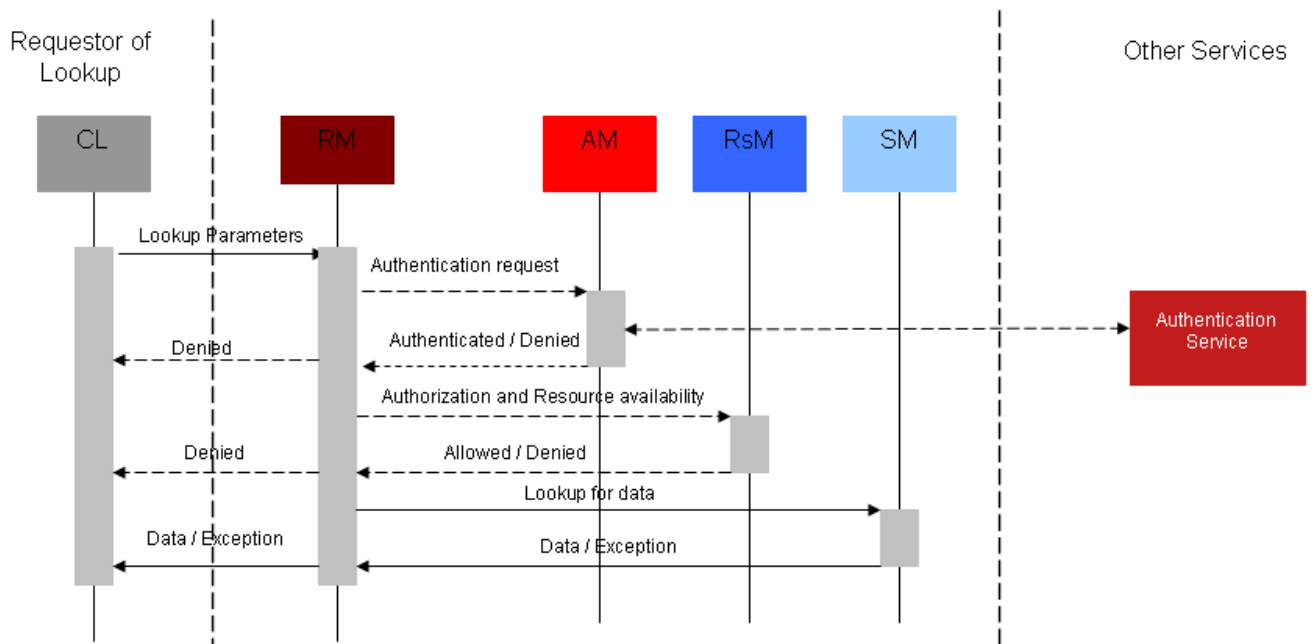 Requestor of
Lookup
Other Services
CL
RM
AM
RsM
SM
Lookup Parameters
Authentication request
Authentication
Service
Authenticated / Denied
Denied
Authorization and Resource availability
Denied
Allowed / Denied
Lookup for data
Data / Exception
Data / Exception